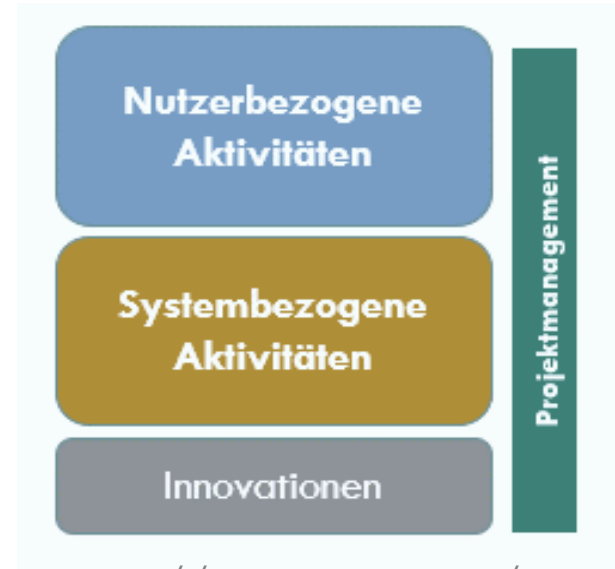 Nutzerbezogene
Aktivitäten
Systembezogene
Aktivitäten
Innovationen
Projektmanagement